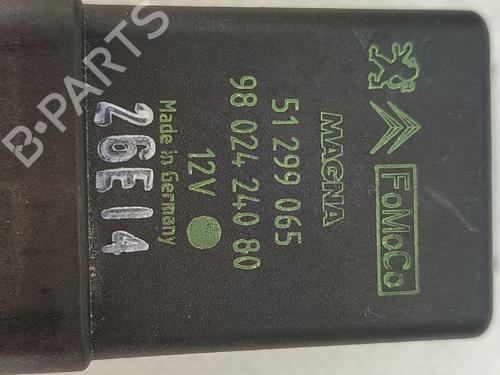 FoMoCo
MAGNA
51 299 065
98 024 240 80
12V
Made in Germany
26E14
B-PARTS